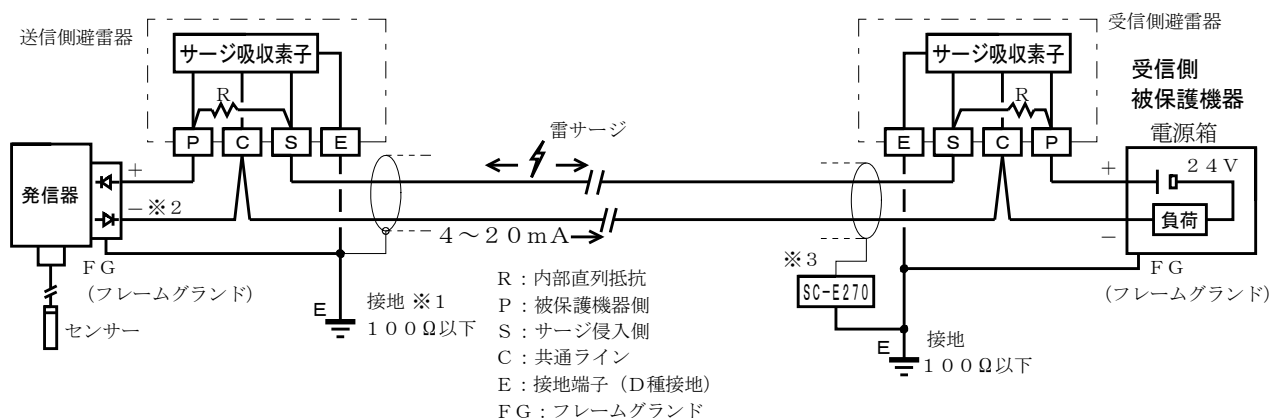 送信側避雷器
サージ吸収素子
R
P C S E
発信器
+
−※2
FG
(フレームグランド)
センサー
E
接地 ※1
100Ω以下
雷サージ
4～20mA→
R：内部直列抵抗
P：被保護機器側
S：サージ侵入側
C：共通ライン
E：接地端子（D種接地）
FG：フレームグランド
受信側避雷器
サージ吸収素子
R
E S C P
受信側
被保護機器
電源箱
+
24V
負荷
−
FG
(フレームグランド)
※3
SC-E270
E
接地
100Ω以下